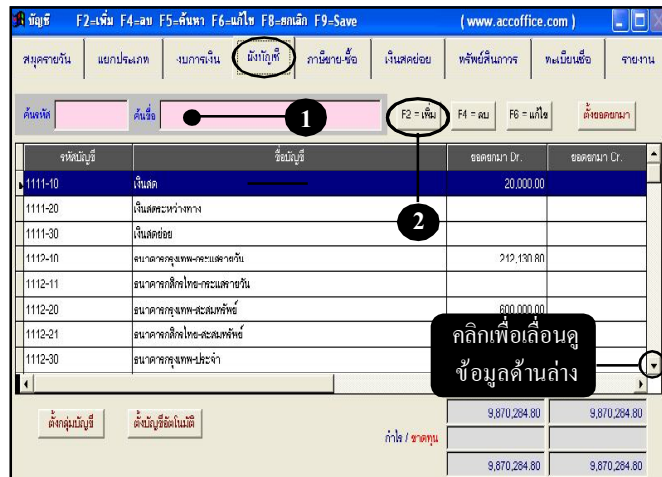 บัญชี F2=เพิ่ม F4=ลบ F5=ค้นหา F6=แก้ไข F8=ยกเลิก F9=Save ( www.accoffice.com )
สมุดรายวัน แยกประเภท งบการเงิน ผังบัญชี ภาษีขาย-ซื้อ เงินสดย่อย ทรัพย์สินถาวร ทะเบียนชื่อ รายงาน
ค้นรหัส ค้นชื่อ 1 F2 = เพิ่ม F4 = ลบ F6 = แก้ไข ตั้งยอดยกมา
รหัสบัญชี ชื่อบัญชี ยอดยกมา Dr. ยอดยกมา Cr.
1111-10 เงินสด 20,000.00
1111-20 เงินสดระหว่างทาง
2
1111-30 เงินสดย่อย
1112-10 ธนาคารกรุงเทพ-กระแสรายวัน 212,130.80
1112-11 ธนาคารกสิกรไทย-กระแสรายวัน
1112-20 ธนาคารกรุงเทพ-สะสมทรัพย์ 600,000.00
1112-21 ธนาคารกสิกรไทย-สะสมทรัพย์
1112-30 ธนาคารกรุงเทพ-ประจำ
คลิกเพื่อเลื่อนดู
ข้อมูลด้านล่าง
ตั้งกลุ่มบัญชี ตั้งบัญชีอัตโนมัติ 9,870,284.80 9,870,284.80
กำไร / ขาดทุน
9,870,284.80 9,870,284.80